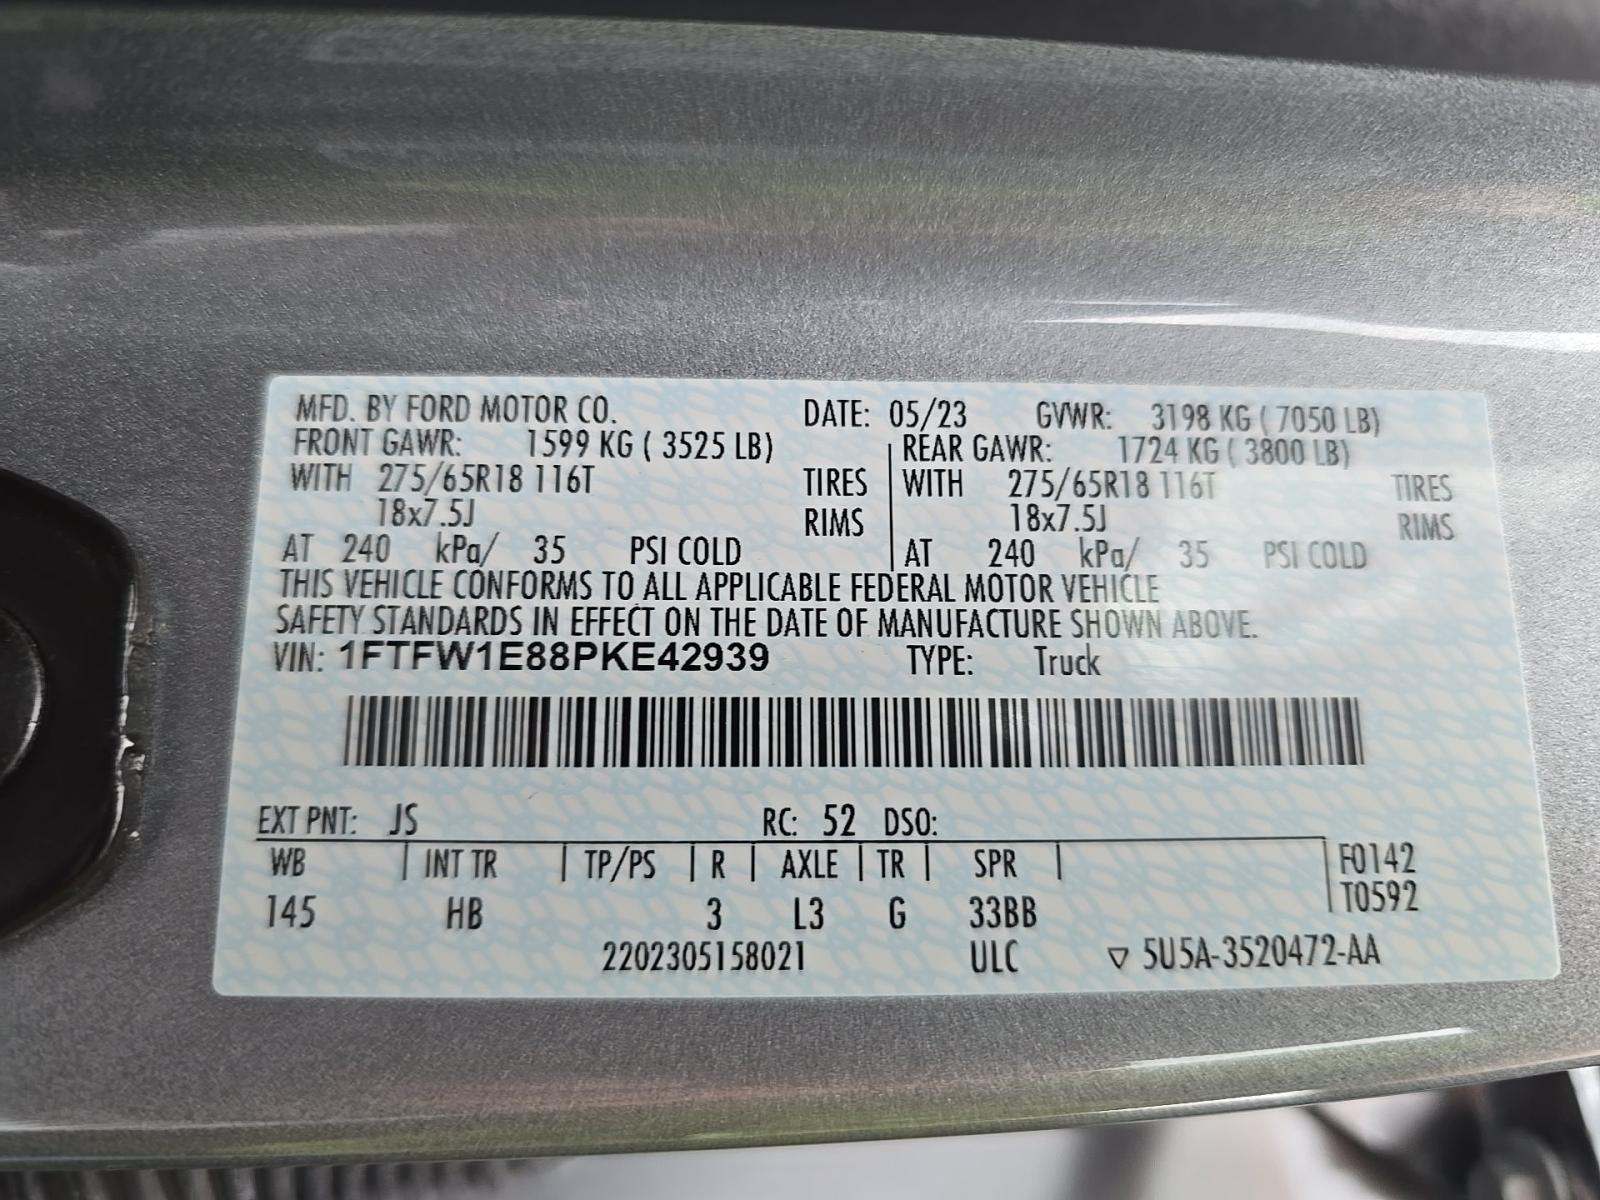 MFD. BY FORD MOTOR CO. DATE: 05/23 GVWR: 3198 KG ( 7050 LB)
FRONT GAWR: 1599 KG ( 3525 LB) REAR GAWR: 1724 KG ( 3800 LB)
WITH 275/65R18 116T TIRES WITH 275/65R18 116T TIRES
18x7.5J RIMS 18x7.5J RIMS
AT 240 kPa/ 35 PSI COLD AT 240 kPa/ 35 PSI COLD
THIS VEHICLE CONFORMS TO ALL APPLICABLE FEDERAL MOTOR VEHICLE
SAFETY STANDARDS IN EFFECT ON THE DATE OF MANUFACTURE SHOWN ABOVE.
VIN: 1FTFW1E88PKE42939 TYPE: Truck
EXT PNT: JS RC: 52 DSO:
WB INT TR TP/PS R AXLE TR SPR F0142
T0592
145 HB 3 L3 G 33BB
2202305158021 ULC ▽ 5U5A-3520472-AA